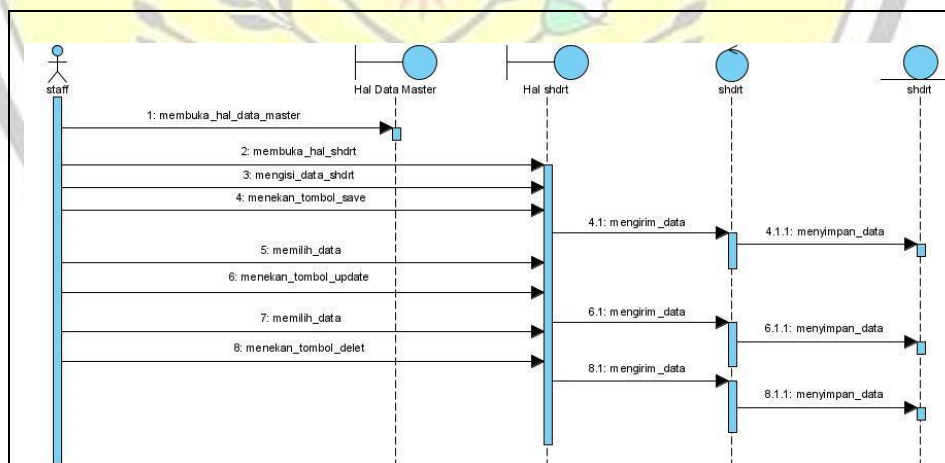 staff
Hal Data Master
Hal shdrt
shdrt
shdrt
1: membuka_hal_data_master
2: membuka_hal_shdrt
3: mengisi_data_shdrt
4: menekan_tombol_save
4.1: mengirim_data
4.1.1: menyimpan_data
5: memilih_data
6: menekan_tombol_update
6.1: mengirim_data
6.1.1: menyimpan_data
7: memilih_data
8: menekan_tombol_delet
8.1: mengirim_data
8.1.1: menyimpan_data